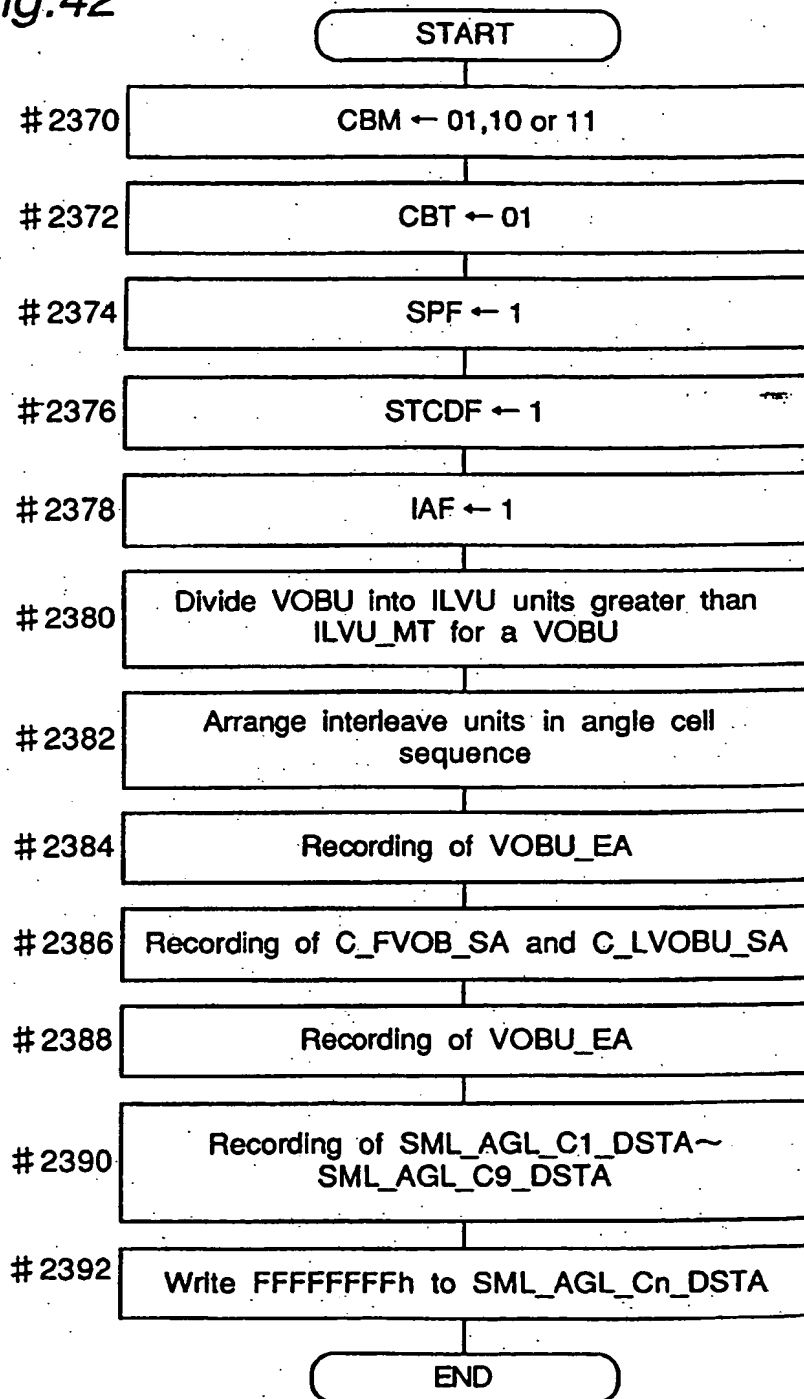 ig.42
START
#2370 CBM ← 01,10 or 11
#2372 CBT ← 01
#2374 SPF ← 1
#2376 STCDF ← 1
#2378 IAF ← 1
#2380 Divide VOBU into ILVU units greater than
ILVU_MT for a VOBU
#2382 Arrange interleave units in angle cell
sequence
#2384 Recording of VOBU_EA
#2386 Recording of C_FVOB_SA and C_LVOBU_SA
#2388 Recording of VOBU_EA
#2390 Recording of SML_AGL_C1_DSTA~
SML_AGL_C9_DSTA
#2392 Write FFFFFFFFh to SML_AGL_Cn_DSTA
END